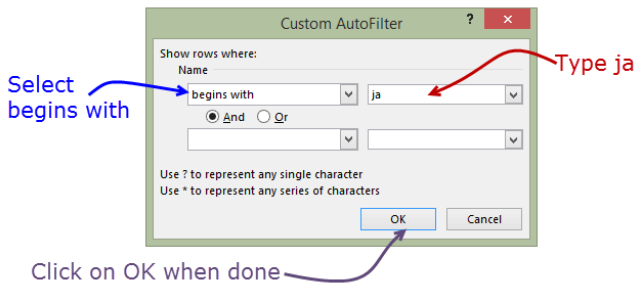 Custom AutoFilter ? ×
Show rows where:
Name
Select
begins with
begins with
ja
Type ja
And Or
Use ? to represent any single character
Use * to represent any series of characters
OK Cancel
Click on OK when done